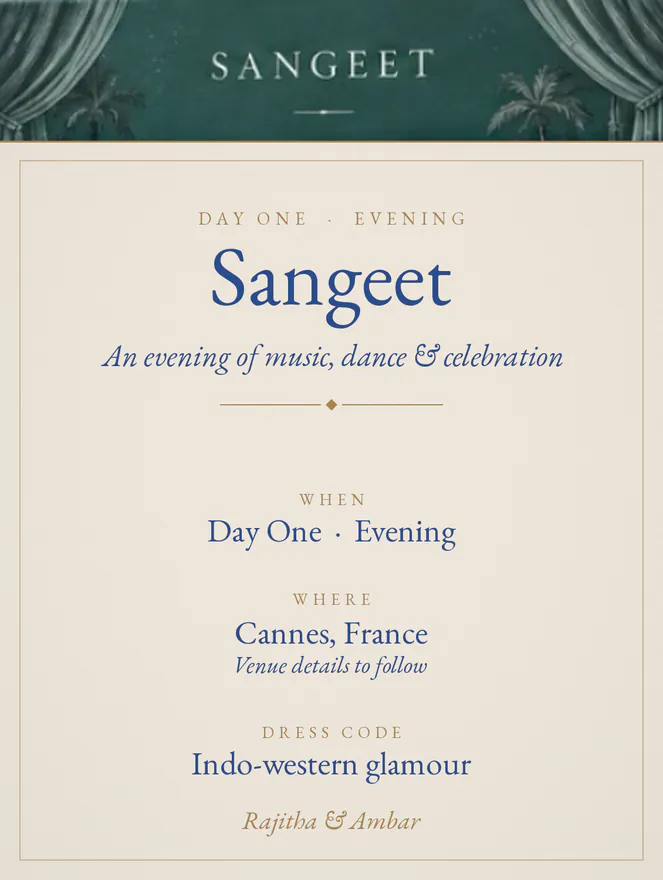 SANGEET
DAY ONE · EVENING
Sangeet
An evening of music, dance & celebration
WHEN
Day One · Evening
WHERE
Cannes, France
Venue details to follow
DRESS CODE
Indo-western glamour
Rajitha & Ambar